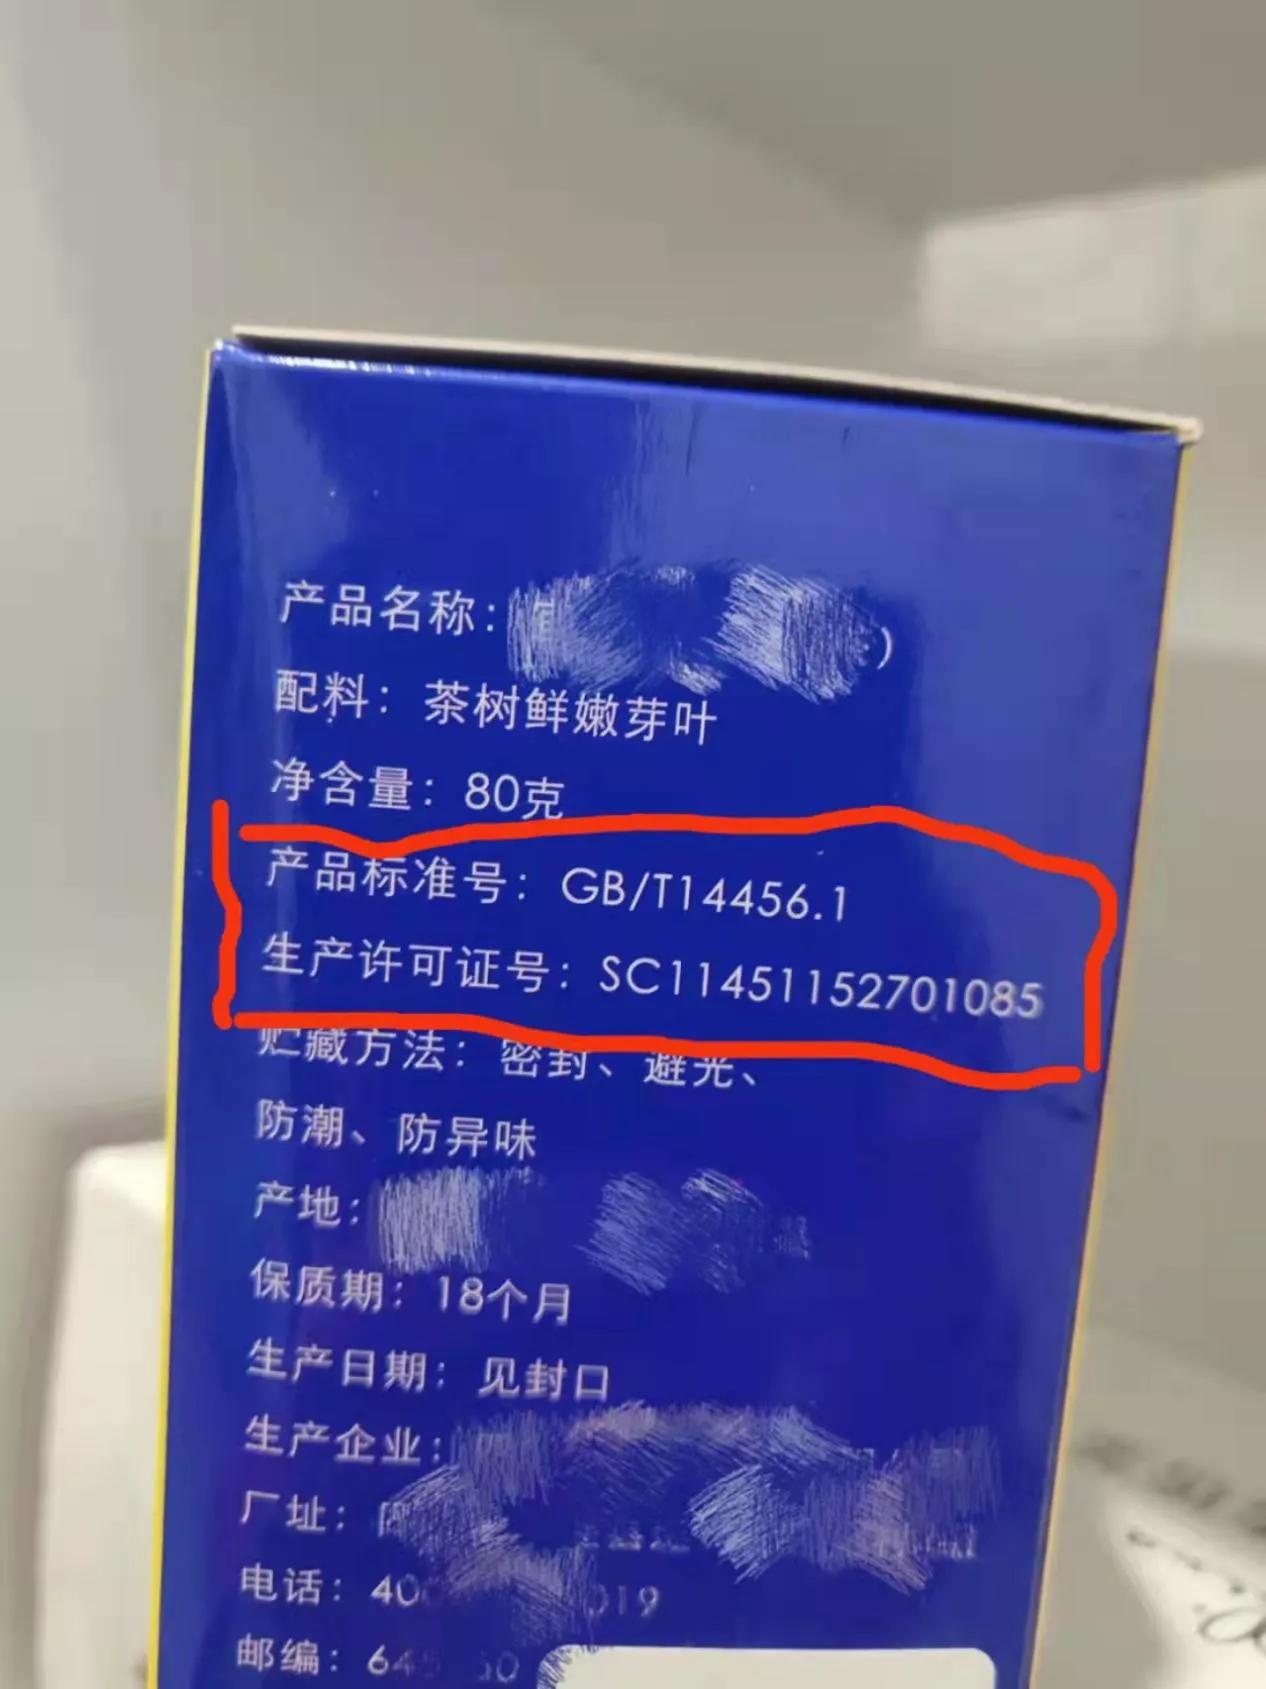 产品名称：
配料：茶树鲜嫩芽叶
净含量：80克
产品标准号：GB/T14456.1
生产许可证号：SC11451152701085
贮藏方法：密封、避光、
防潮、防异味
产地：
保质期：18个月
生产日期：见封口
生产企业：
厂址：
电话：40 019
邮编：645